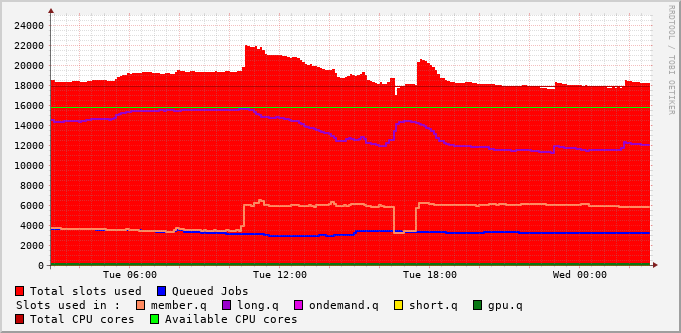 24000
22000
20000
18000
16000
14000
12000
10000
8000
6000
4000
2000
0
Tue 06:00 Tue 12:00 Tue 18:00 Wed 00:00
Total slots used Queued Jobs
Slots used in : member.q long.q ondemand.q short.q gpu.q
Total CPU cores Available CPU cores
RRDTOOL / TOBI OETIKER